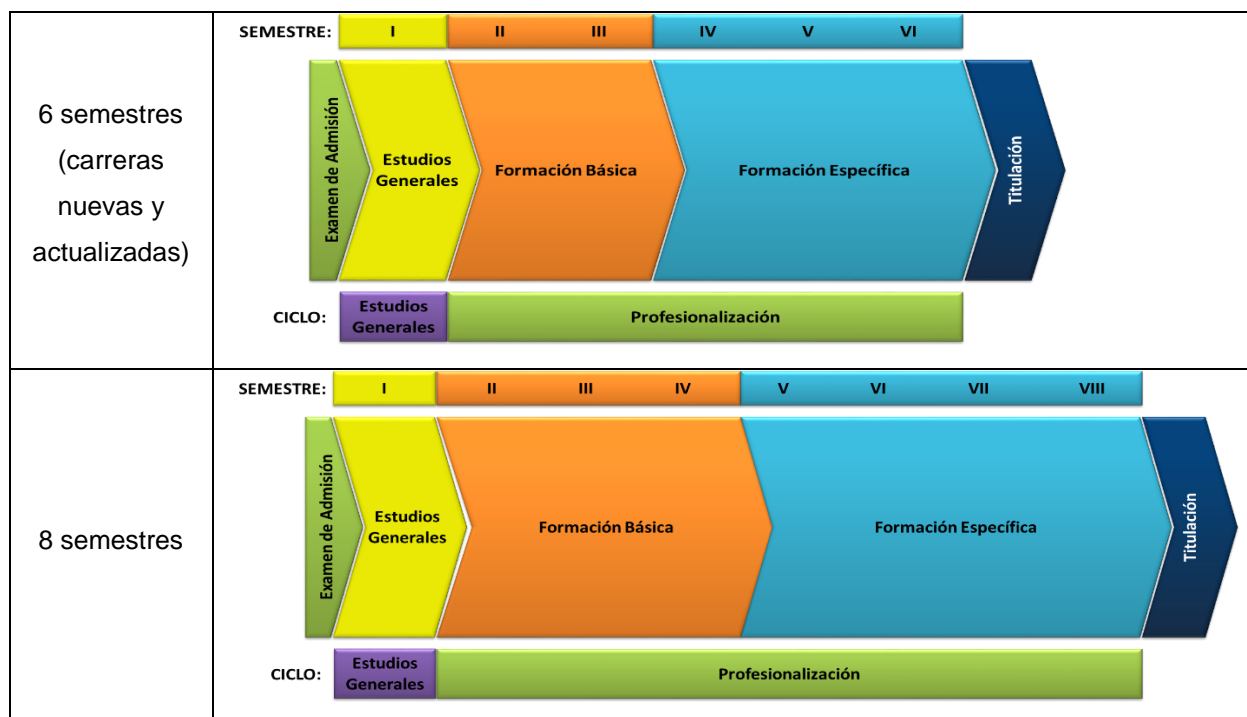 6 semestres
(carreras
nuevas y
actualizadas)
SEMESTRE: I II III IV V VI
Examen de Admisión
Estudios
Generales
Formación Básica
Formación Específica
Titulación
CICLO:
Estudios
Generales
Profesionalización
8 semestres
SEMESTRE: I II III IV V VI VII VIII
Examen de Admisión
Estudios
Generales
Formación Básica
Formación Específica
Titulación
CICLO:
Estudios
Generales
Profesionalización